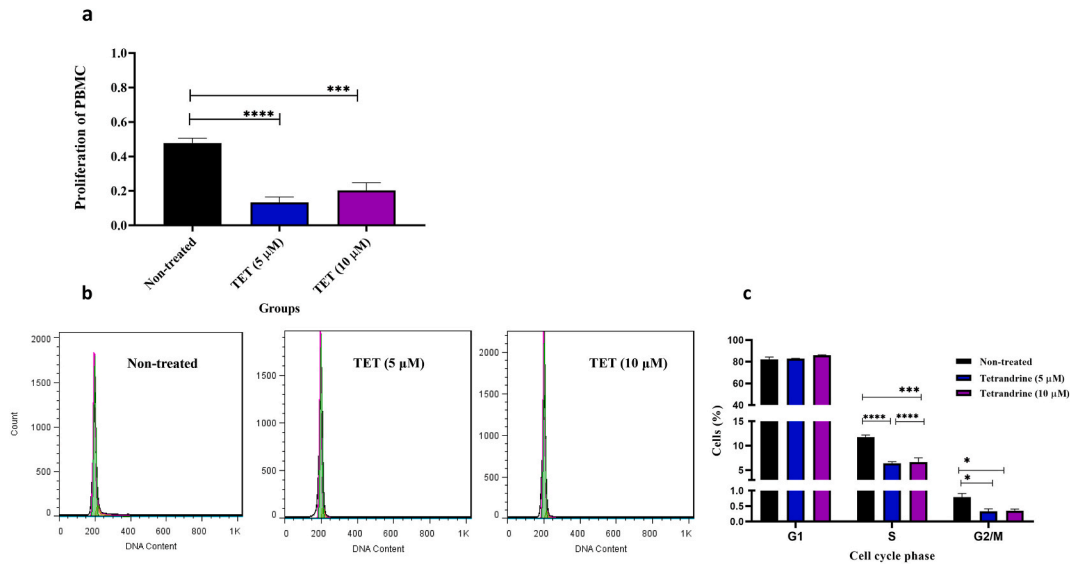 a
Proliferation of PBMC
1.0
0.8
0.6
0.4
0.2
0.0
***
****
Non-treated
TET (5 µM)
TET (10 µM)
Groups
b
Count
2000
1500
1000
500
0
Non-treated
0 200 400 600 800 1K
DNA Content
1500
1000
500
0
TET (5 µM)
0 200 400 600 800 1K
DNA Content
2000
1500
1000
500
0
TET (10 µM)
0 200 400 600 800 1K
DNA Content
c
Cells (%)
100
80
60
40
15
10
5
1.0
0.5
0.0
Non-treated
Tetrandrine (5 µM)
Tetrandrine (10 µM)
***
**** ****
*
*
G1 S G2/M
Cell cycle phase